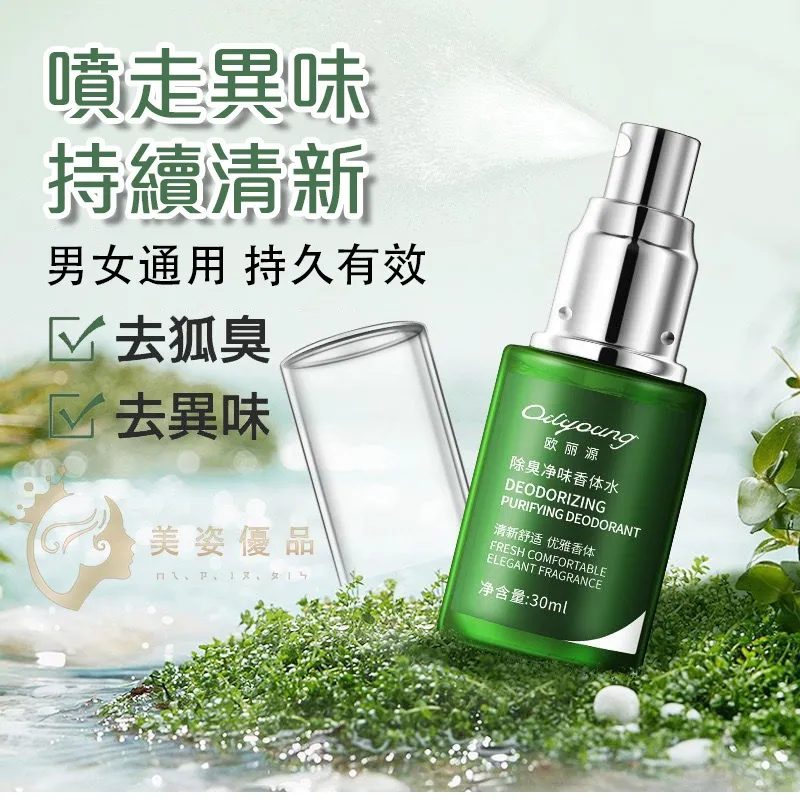 噴走異味
持續清新
男女通用 持久有效
去狐臭
去異味
美姿優品
Odiyoung
欧丽源
除臭净味香体水
DEODORIZING
PURIFYING DEODORANT
清新舒适 优雅香体
FRESH COMFORTABLE
ELEGANT FRAGRANCE
净含量:30ml